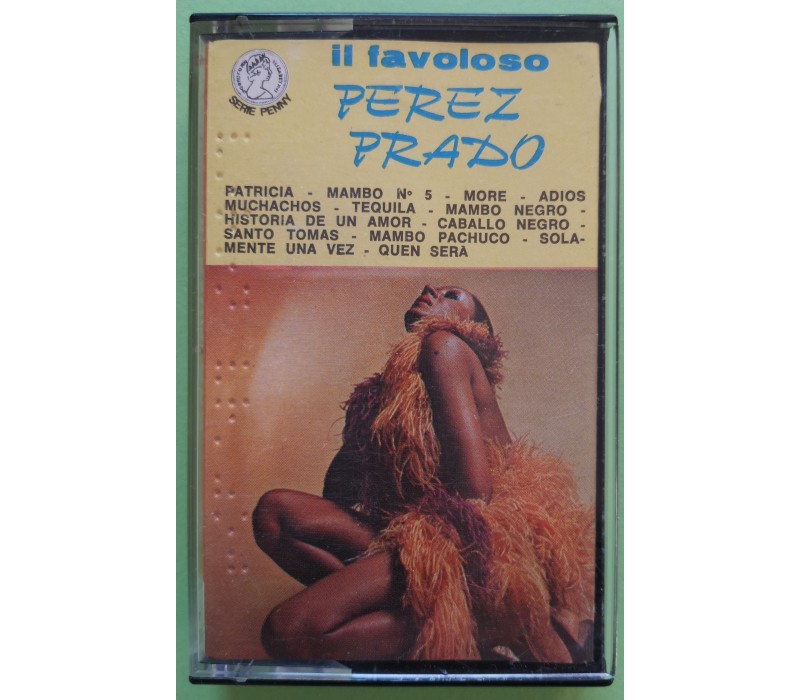 il favoloso
PEREZ
PRADO
SERIE PENNY
PATRICIA - MAMBO Nº 5 - MORE - ADIOS
MUCHACHOS - TEQUILA - MAMBO NEGRO -
HISTORIA DE UN AMOR - CABALLO NEGRO -
SANTO TOMAS - MAMBO PACHUCO - SOLA-
MENTE UNA VEZ - QUEN SERÀ